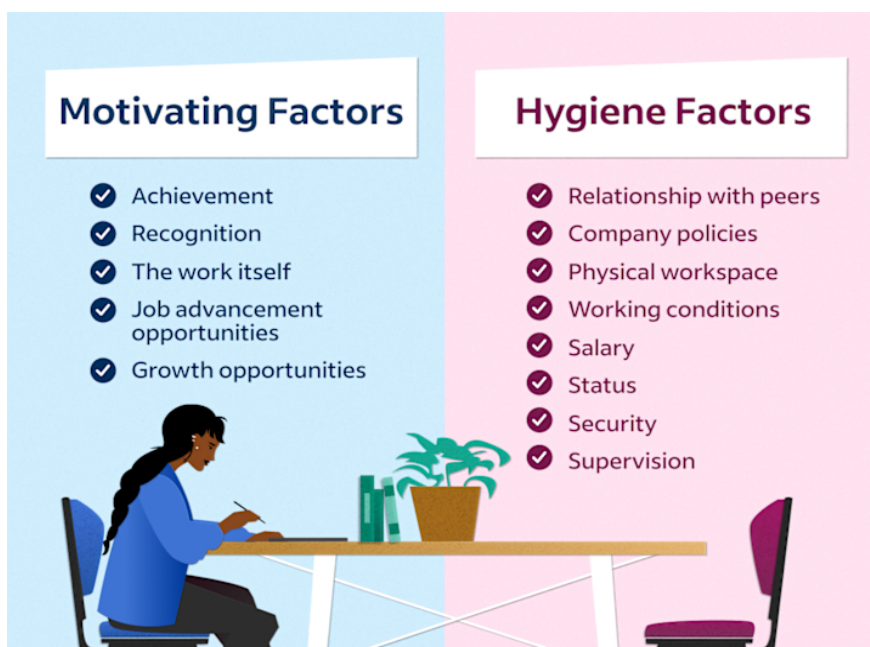 Motivating Factors
Achievement
Recognition
The work itself
Job advancement
opportunities
Growth opportunities
Hygiene Factors
Relationship with peers
Company policies
Physical workspace
Working conditions
Salary
Status
Security
Supervision